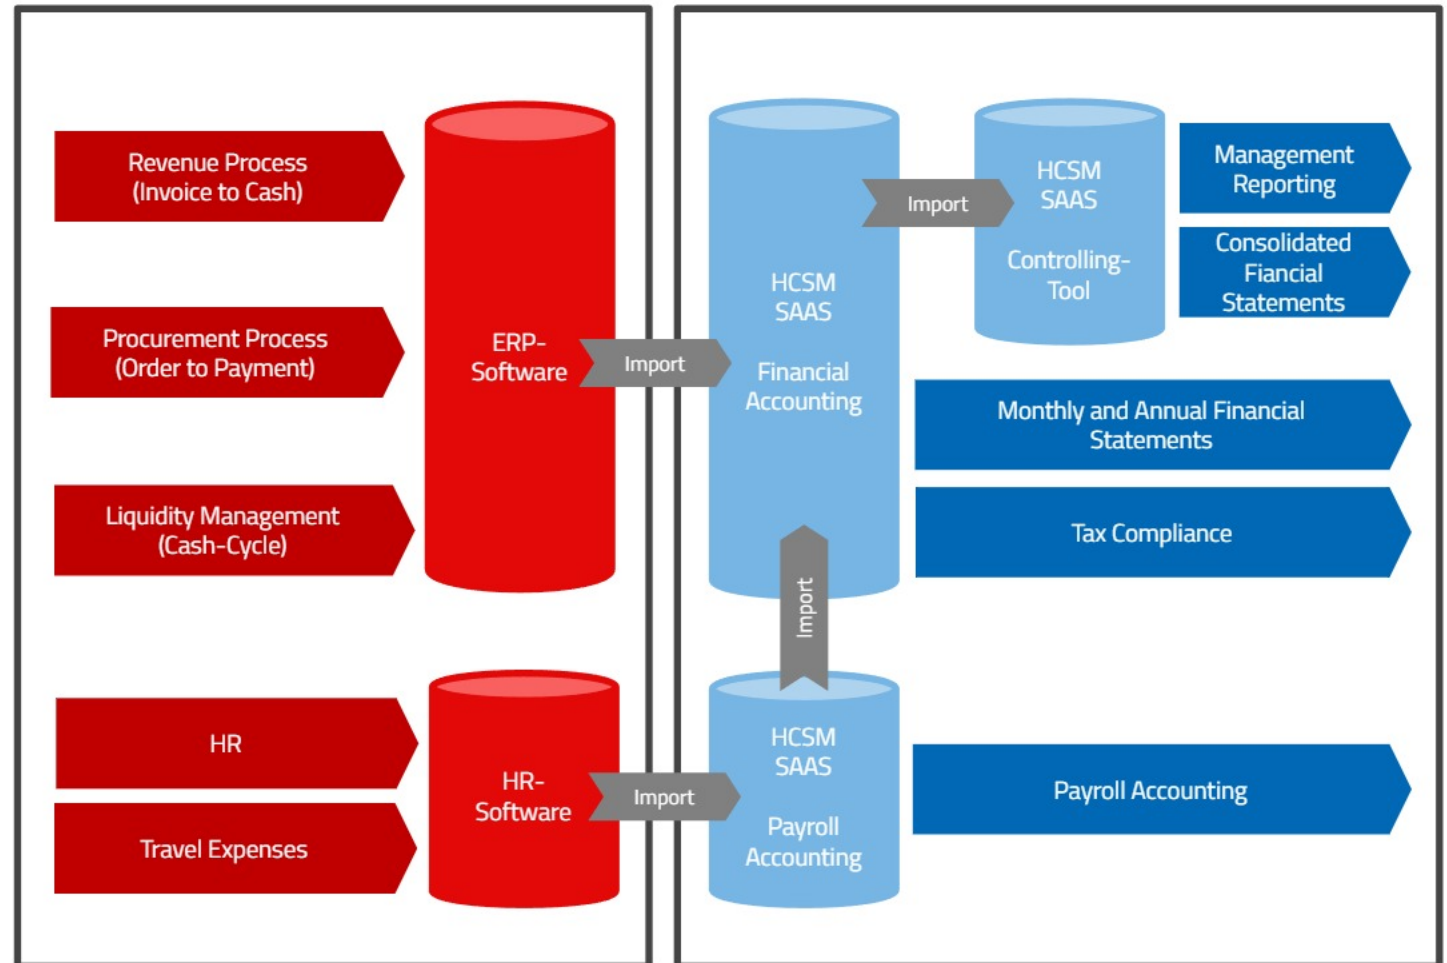 Revenue Process
(Invoice to Cash)
Procurement Process
(Order to Payment)
Liquidity Management
(Cash-Cycle)
ERP-
Software
Import
HR
Travel Expenses
HR-
Software
Import
HCSM
SAAS
Financial
Accounting
Import
HCSM
SAAS
Controlling-
Tool
Management
Reporting
Consolidated
Fiancial
Statements
Monthly and Annual Financial
Statements
Tax Compliance
Import
HCSM
SAAS
Payroll
Accounting
Payroll Accounting